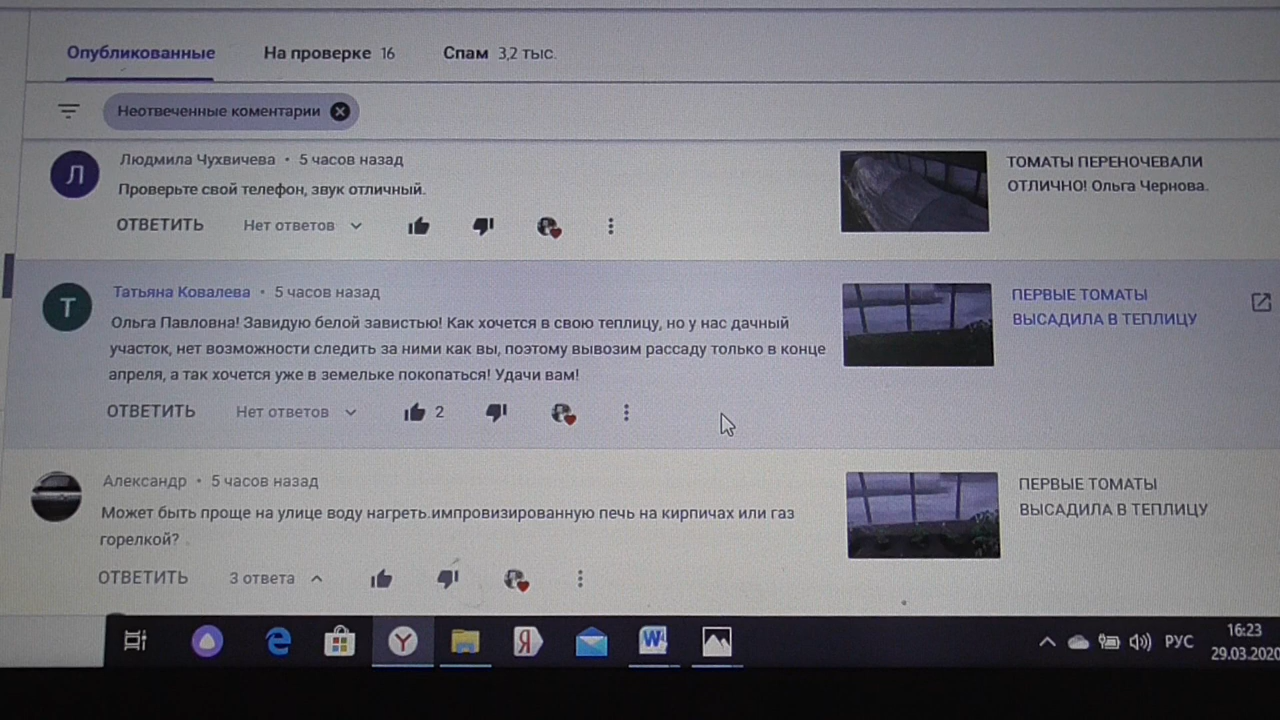 Опубликованные На проверке 16 Спам 3,2 тыс.
Неотвеченные коментарии
Л Людмила Чухвичева • 5 часов назад
Проверьте свой телефон, звук отличный.
ОТВЕТИТЬ Нет ответов
ТОМАТЫ ПЕРЕНОЧЕВАЛИ
ОТЛИЧНО! Ольга Чернова.
Т Татьяна Ковалева • 5 часов назад
Ольга Павловна! Завидую белой завистью! Как хочется в свою теплицу, но у нас дачный
участок, нет возможности следить за ними как вы, поэтому вывозим рассаду только в конце
апреля, а так хочется уже в земельке покопаться! Удачи вам!
ОТВЕТИТЬ Нет ответов 2
ПЕРВЫЕ ТОМАТЫ
ВЫСАДИЛА В ТЕПЛИЦУ
Александр • 5 часов назад
Может быть проще на улице воду нагреть.импровизированную печь на кирпичах или газ
горелкой?
ОТВЕТИТЬ 3 ответа
ПЕРВЫЕ ТОМАТЫ
ВЫСАДИЛА В ТЕПЛИЦУ
e Y Я W РУС 16:23
29.03.2020